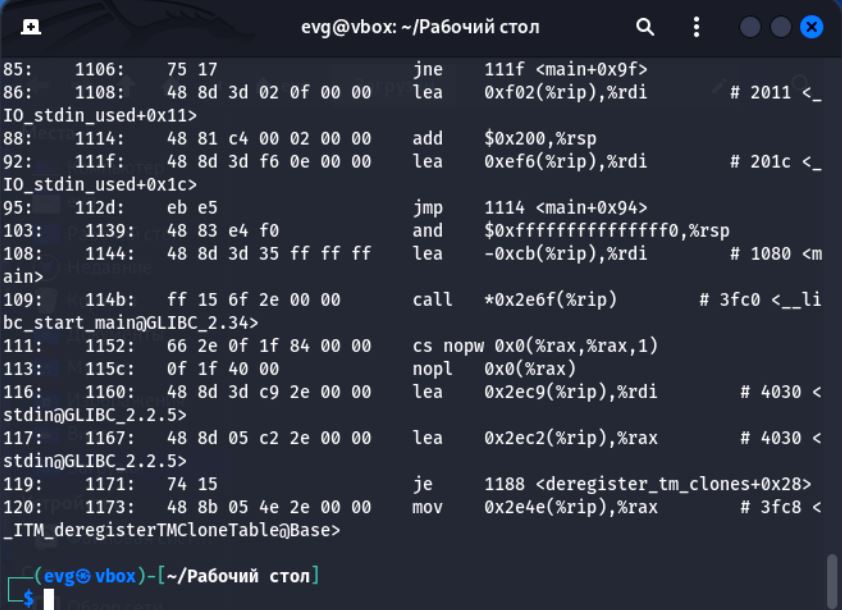 evg@vbox: ~/Рабочий стол
85:    1106:    75 17                   jne    111f <main+0x9f>
86:    1108:    48 8d 3d 02 0f 00 00    lea    0xf02(%rip),%rdi        # 2011 <_
IO_stdin_used+0x11>
88:    1114:    48 81 c4 00 02 00 00    add    $0x200,%rsp
92:    111f:    48 8d 3d f6 0e 00 00    lea    0xef6(%rip),%rdi        # 201c <_
IO_stdin_used+0x1c>
95:    112d:    eb e5                   jmp    1114 <main+0x94>
103:    1139:    48 83 e4 f0             and    $0xfffffffffffffff0,%rsp
108:    1144:    48 8d 3d 35 ff ff ff    lea    -0xcb(%rip),%rdi        # 1080 <m
ain>
109:    114b:    ff 15 6f 2e 00 00       call   *0x2e6f(%rip)        # 3fc0 <__li
bc_start_main@GLIBC_2.34>
111:    1152:    66 2e 0f 1f 84 00 00    cs nopw 0x0(%rax,%rax,1)
113:    115c:    0f 1f 40 00             nopl   0x0(%rax)
116:    1160:    48 8d 3d c9 2e 00 00    lea    0x2ec9(%rip),%rdi        # 4030 <
stdin@GLIBC_2.2.5>
117:    1167:    48 8d 05 c2 2e 00 00    lea    0x2ec2(%rip),%rax        # 4030 <
stdin@GLIBC_2.2.5>
119:    1171:    74 15                   je     1188 <deregister_tm_clones+0x28>
120:    1173:    48 8b 05 4e 2e 00 00    mov    0x2e4e(%rip),%rax        # 3fc8 <
_ITM_deregisterTMCloneTable@Base>
┌──(evg㉿vbox)-[~/Рабочий стол]
└─$